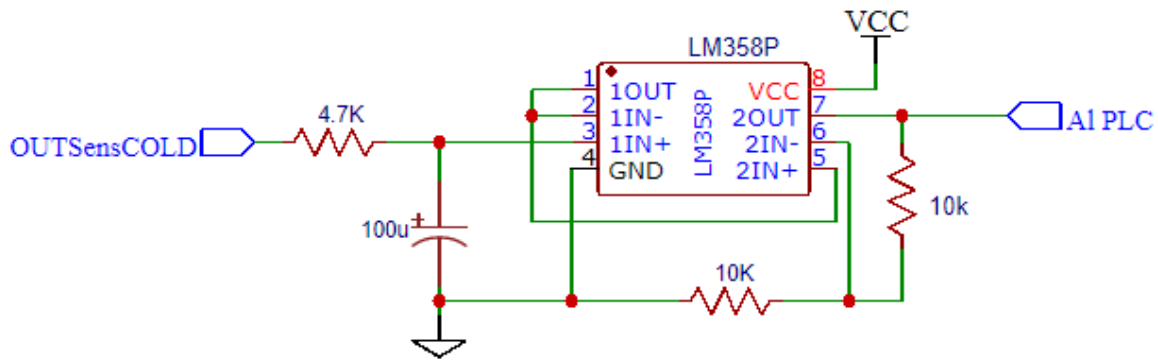 VCC
LM358P
1 1OUT VCC 8
4.7K 2 1IN- 2OUT 7
OUTSensCOLD 3 1IN+ 2IN- 6 A1 PLC
4 GND 2IN+ 5
LM358P
10k
+
100u
10K